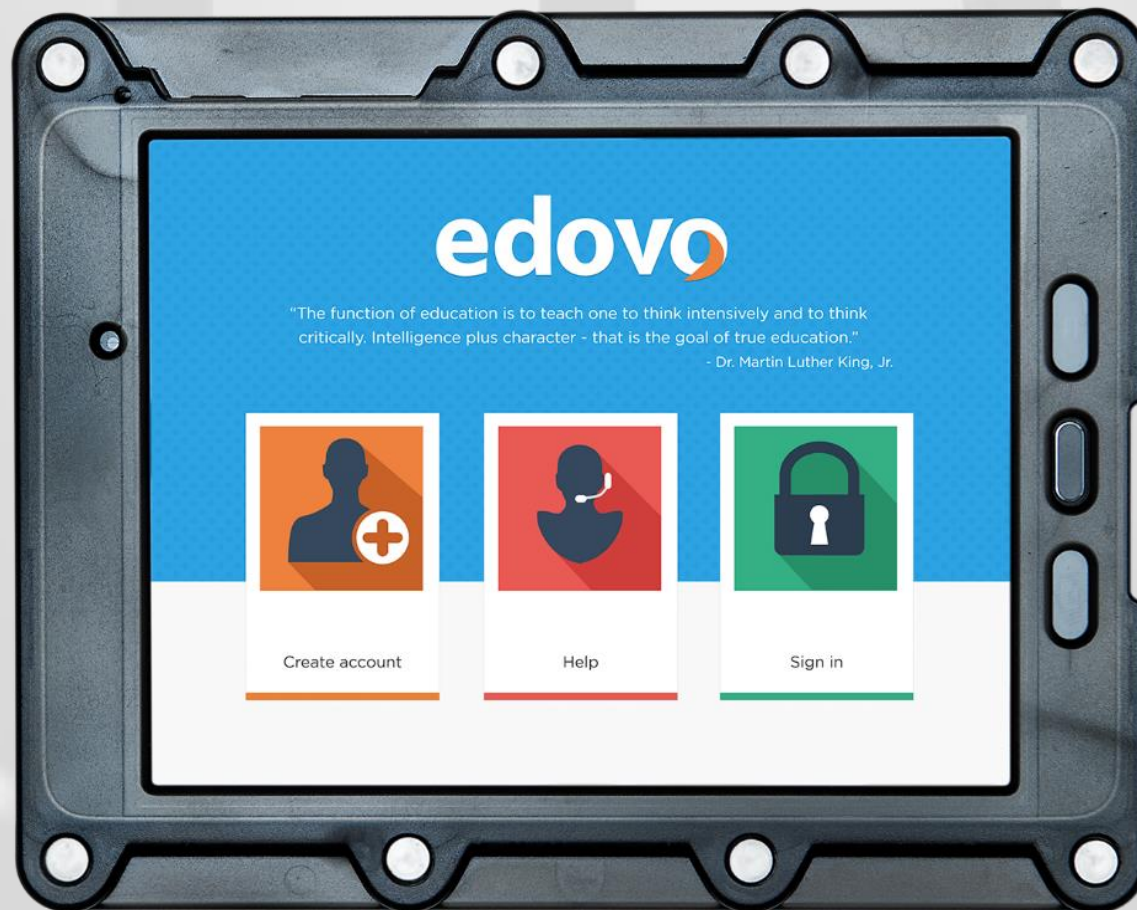 edovo
"The function of education is to teach one to think intensively and to think
critically. Intelligence plus character - that is the goal of true education."
- Dr. Martin Luther King, Jr.
Create account
Help
Sign in